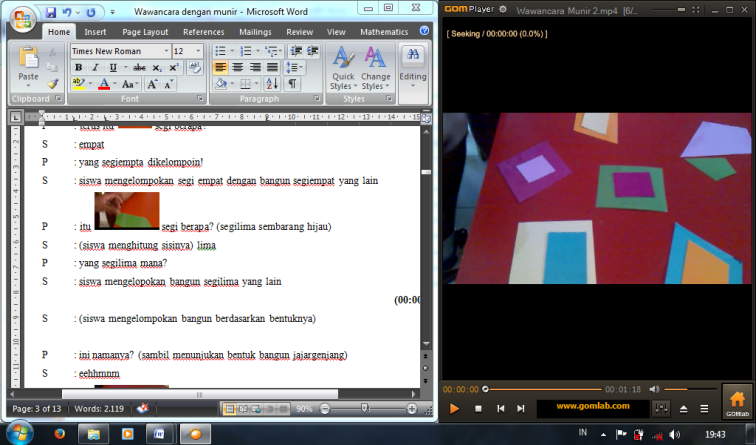 Wawancara dengan munir - Microsoft Word
Home Insert Page Layout References Mailings Review View Mathematics
Paste
Clipboard
Times New Roman 12
B I U abe x₂ x²
Font
Paragraph
Quick Styles
Change Styles
Styles
Editing
P : terus itu segi berapa?
S : empat
P : yang segiempta dikelompoin!
S : siswa mengelompokan segi empat dengan bangun segiempat yang lain
P : itu segi berapa? (segilima sembarang hijau)
S : (siswa menghitung sisinya) lima
P : yang segilima mana?
S : siswa mengelopokan bangun segilima yang lain
(00:00
S : (siswa mengelompokan bangun berdasarkan bentuknya)
P : ini namanya? (sambil menunjukan bentuk bangun jajargenjang)
S : eehhmnm
Page: 3 of 13 Words: 2.119 90%
GOM Player Wawancara Munir 2.mp4 [6/...
[ Seeking / 00:00:00 (0.0%) ]
00:00:00 00:01:18
www.gomlab.com
GOMlab
IN 19:43